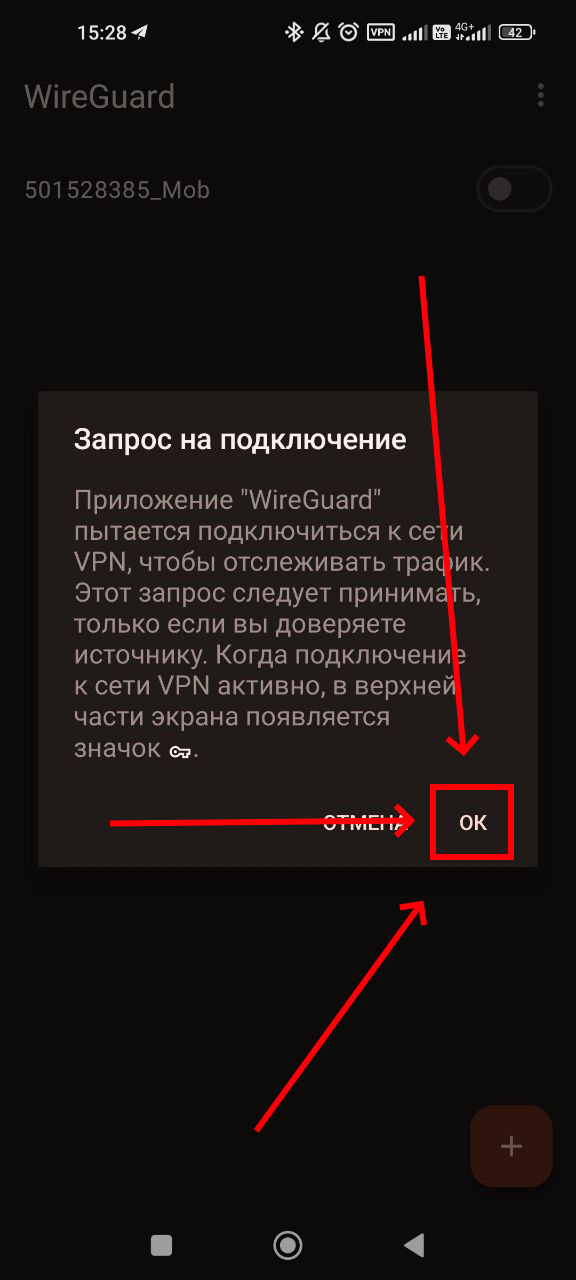 15:28
VPN Vo LTE 4G+ 42
WireGuard
501528385_Mob
Запрос на подключение
Приложение "WireGuard"
пытается подключиться к сети
VPN, чтобы отслеживать трафик.
Этот запрос следует принимать,
только если вы доверяете
источнику. Когда подключение
к сети VPN активно, в верхней
части экрана появляется
значок .
ОТМЕНА OK